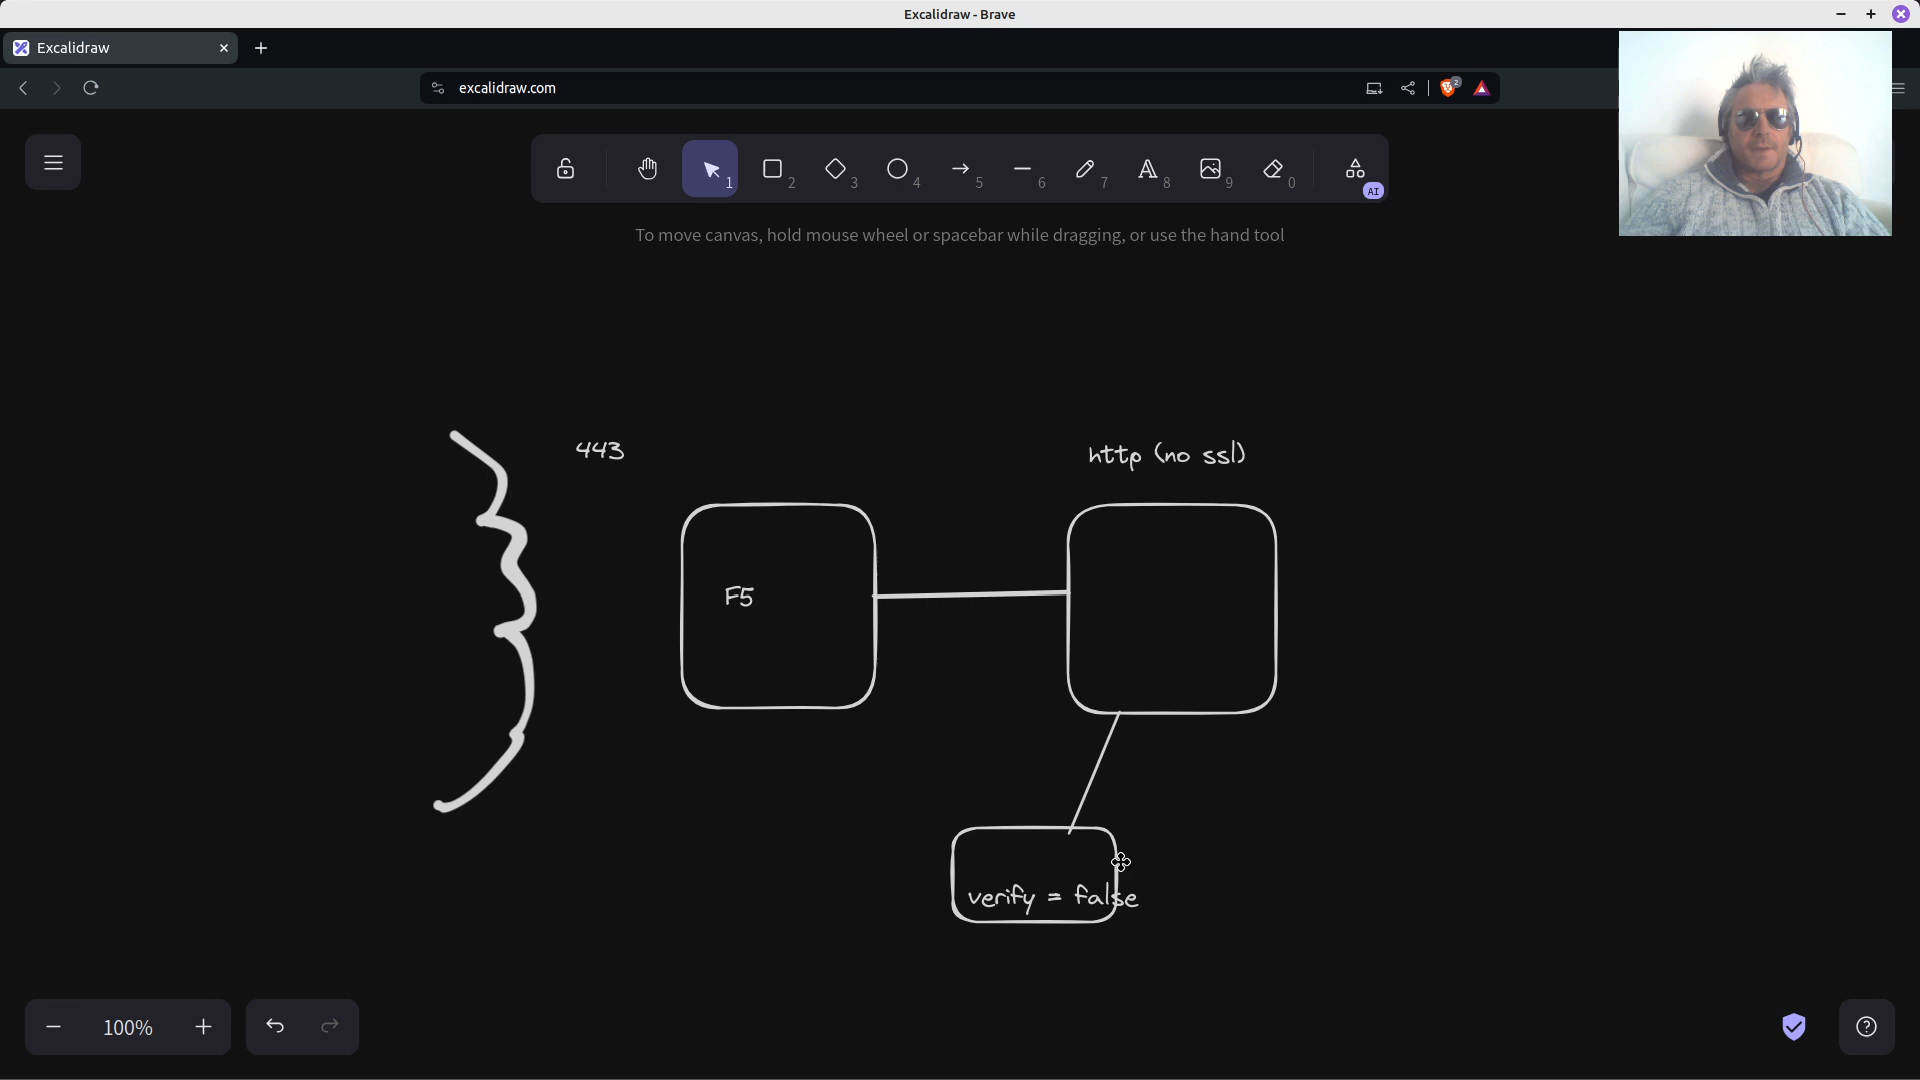 Excalidraw - Brave
Excalidraw
excalidraw.com
2
1
2
3
4
5
6
7
8
9
0
AI
To move canvas, hold mouse wheel or spacebar while dragging, or use the hand tool
443
http (no ssl)
F5
verify = false
100%